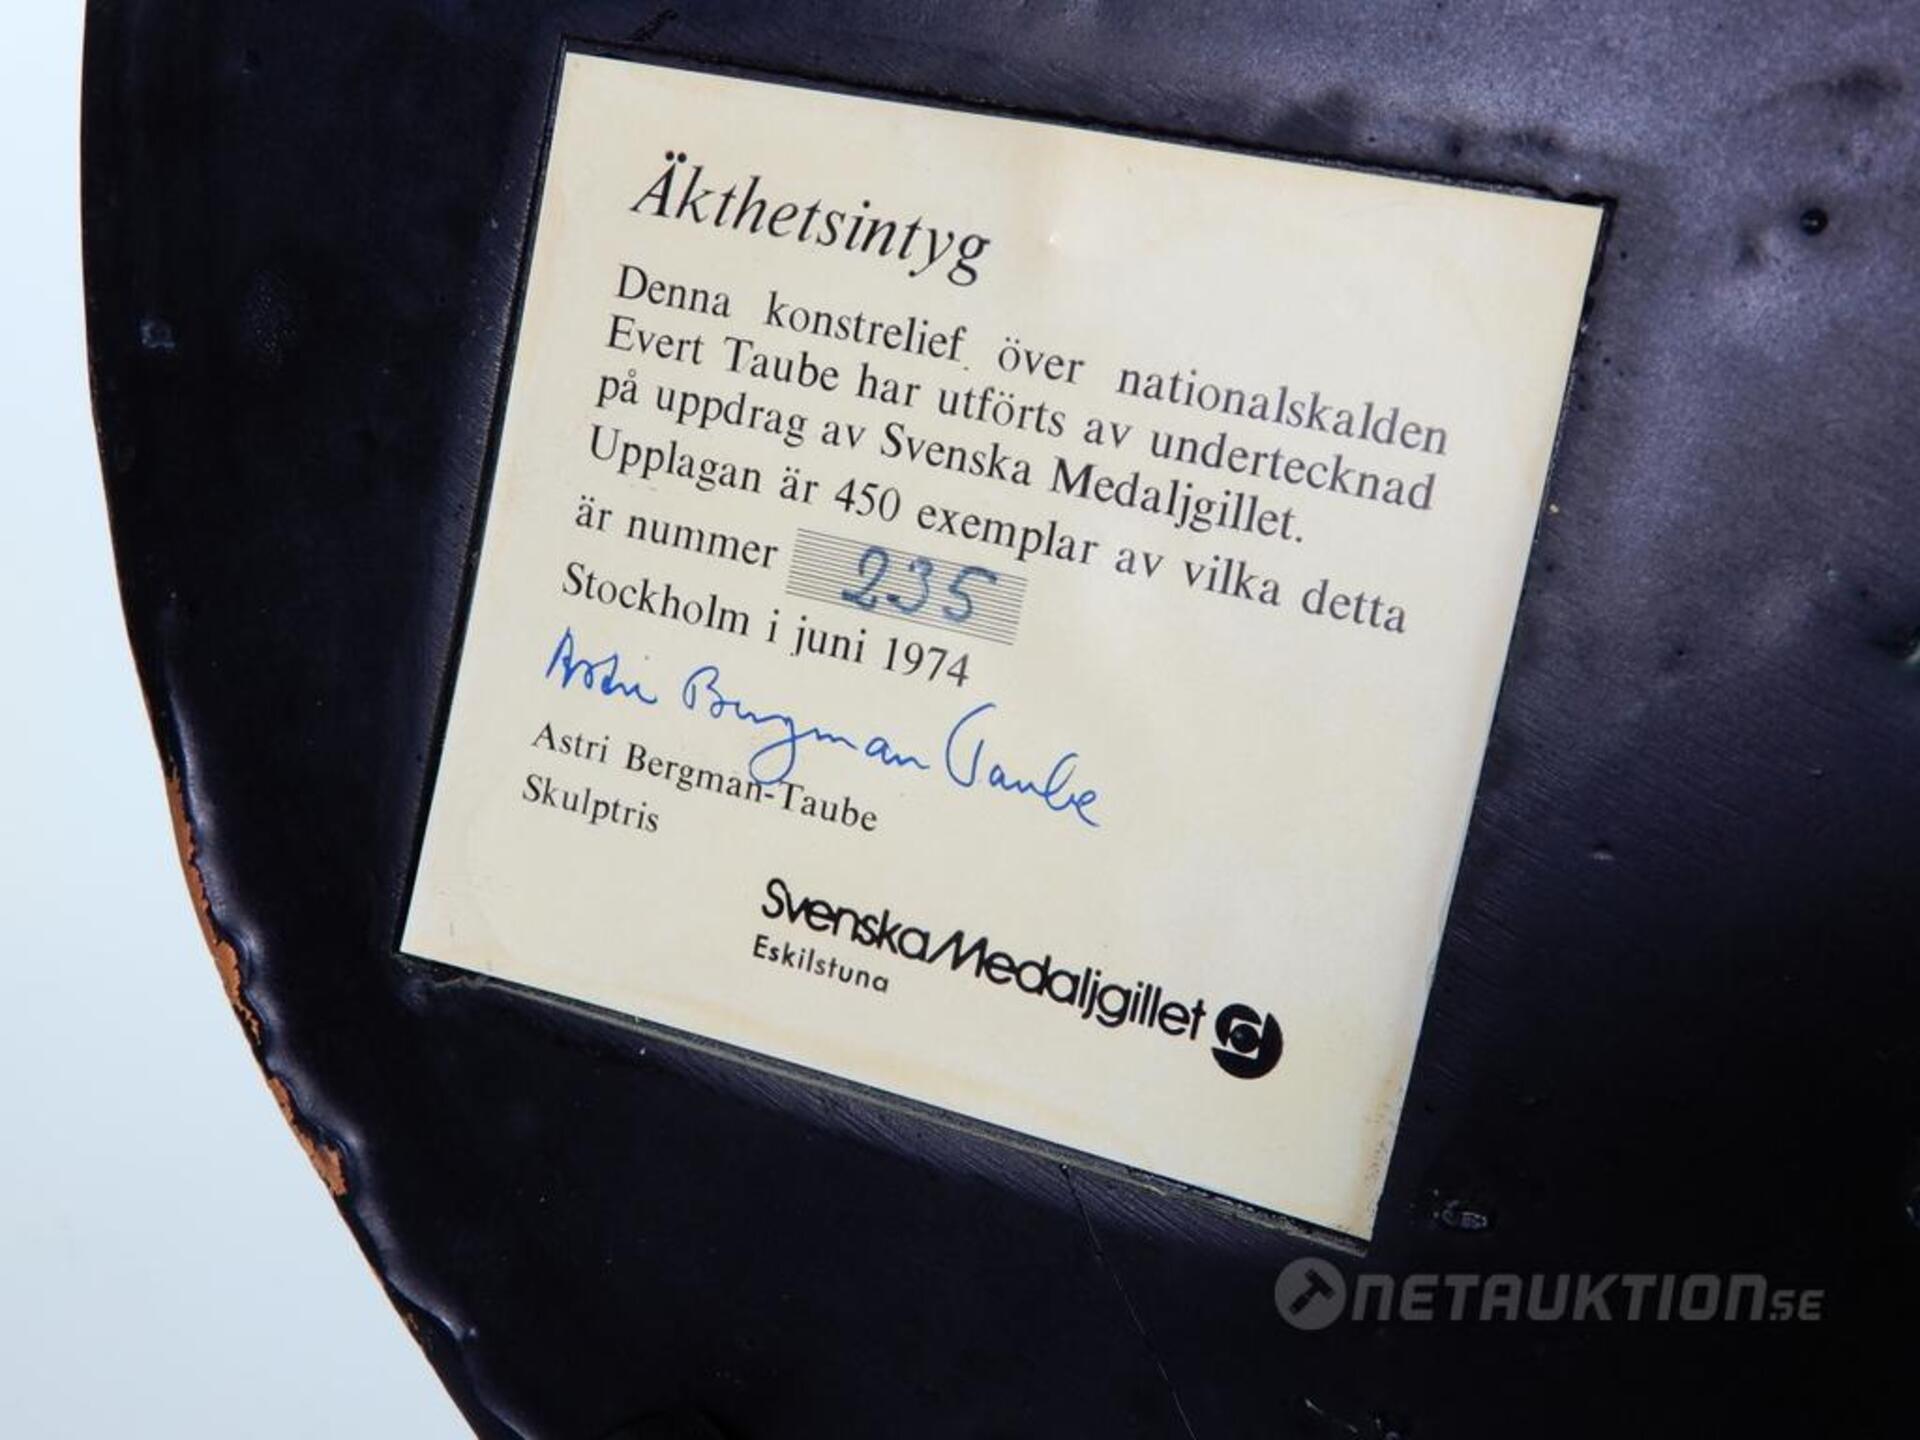 Äkthetsintyg
Denna konstrelief över nationalskalden
Evert Taube har utförts av undertecknad
på uppdrag av Svenska Medaljgillet.
Upplagan är 450 exemplar av vilka detta
är nummer 235
Stockholm i juni 1974
Astri Bergman Taube
Astri Bergman-Taube
Skulptris
Svenska Medaljgillet
Eskilstuna
NETAUKTION.SE